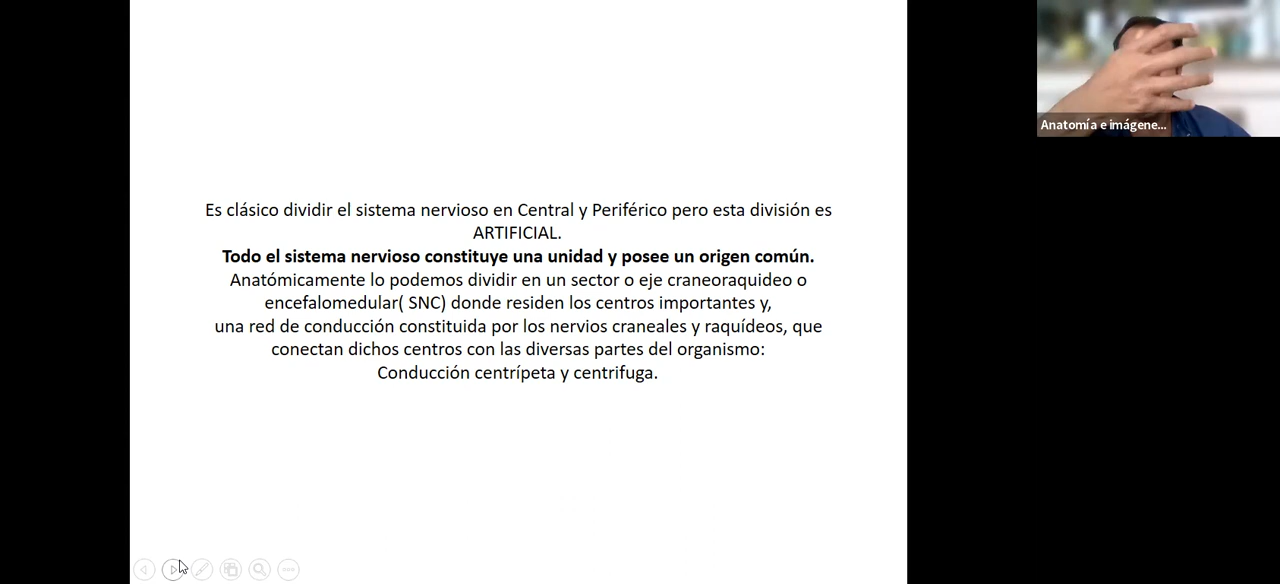 Es clásico dividir el sistema nervioso en Central y Periférico pero esta división es
ARTIFICIAL.
Todo el sistema nervioso constituye una unidad y posee un origen común.
Anatómicamente lo podemos dividir en un sector o eje craneoraquideo o
encefalomedular( SNC) donde residen los centros importantes y,
una red de conducción constituida por los nervios craneales y raquídeos, que
conectan dichos centros con las diversas partes del organismo:
Conducción centrípeta y centrifuga.
Anatomía e imágene...